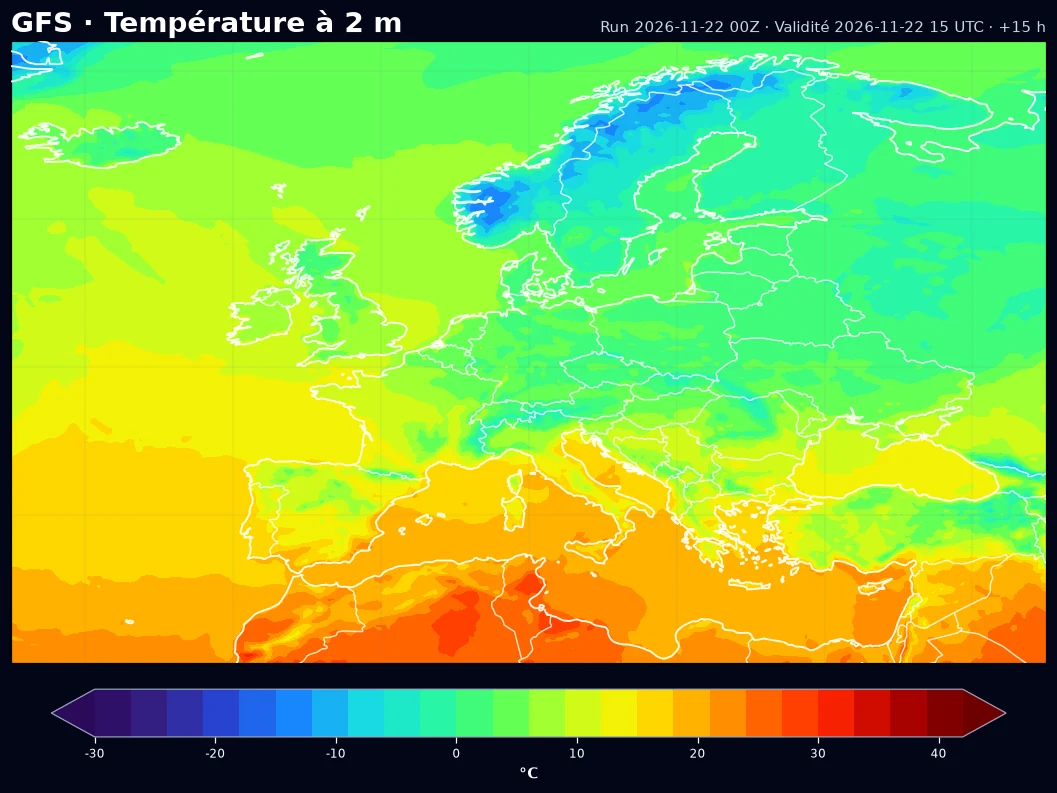 GFS · Température à 2 m
Run 2026-11-22 00Z · Validité 2026-11-22 15 UTC · +15 h
-30 -20 -10 0 10 20 30 40
°C